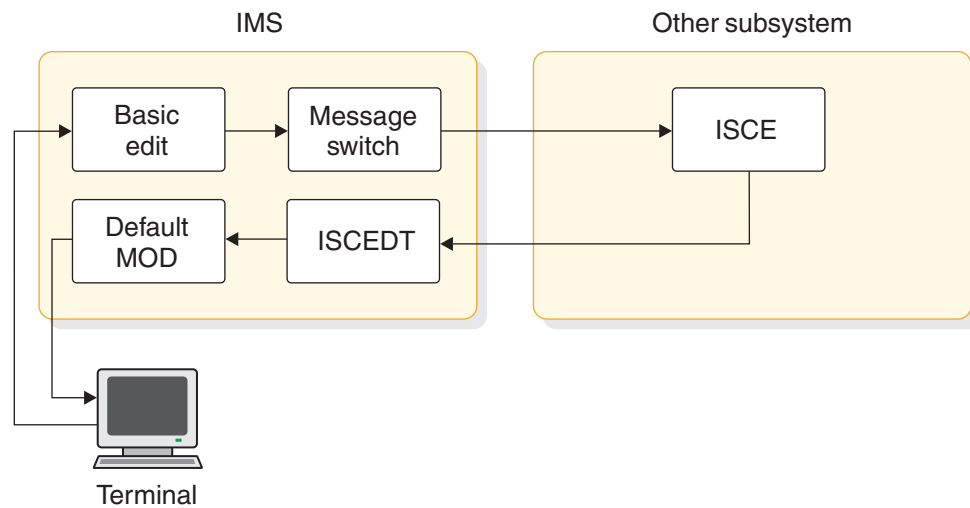 IMS
Other subsystem
Basic
edit
Message
switch
ISCE
Default
MOD
ISCEDT
Terminal